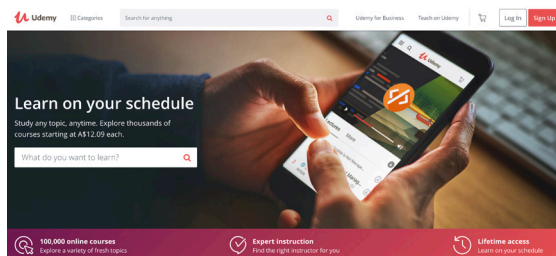 Udemy
Categories
Search for anything
Udemy for Business
Teach on Udemy
Log In
Sign Up
Udemy
Learn on your schedule
Study any topic, anytime. Explore thousands of
courses starting at A$12.09 each.
What do you want to learn?
Lectures More
100,000 online courses
Explore a variety of fresh topics
Expert instruction
Find the right instructor for you
Lifetime access
Learn on your schedule